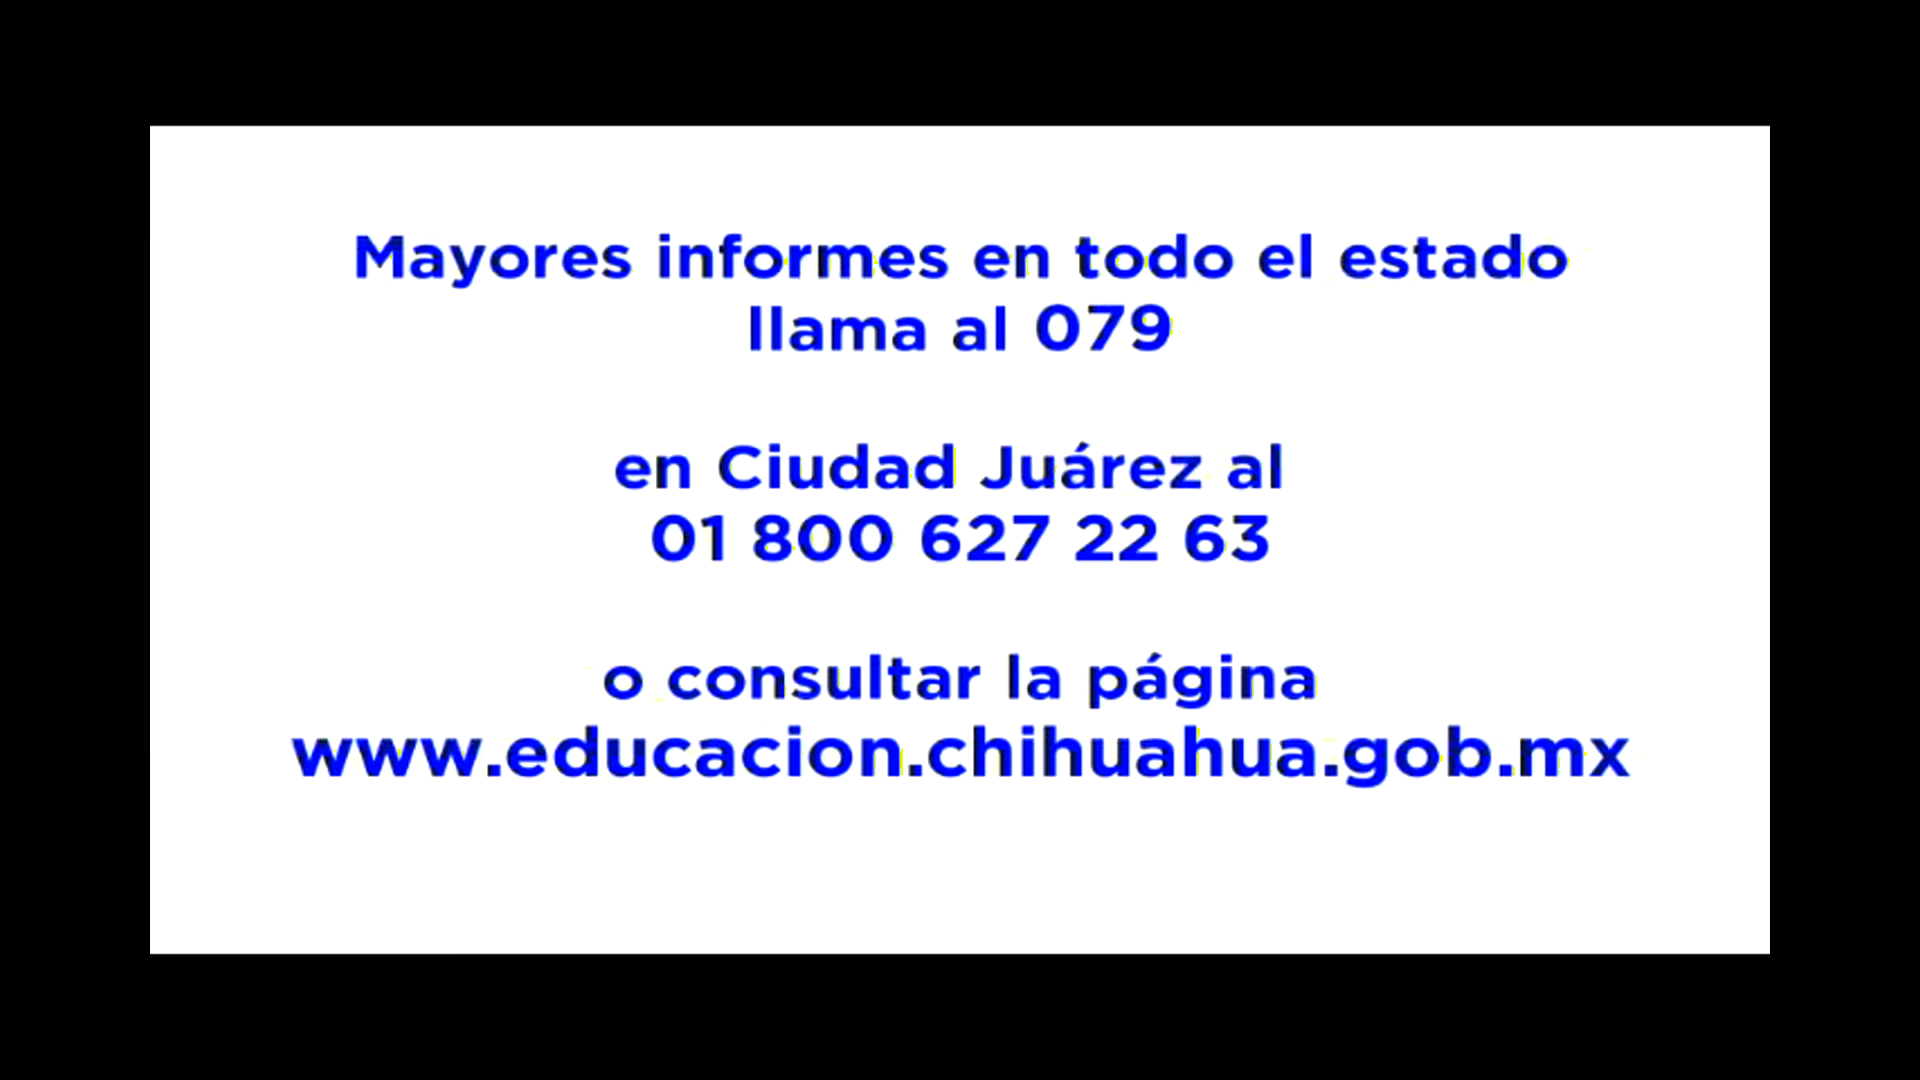 Mayores informes en todo el estado
llama al 079
en Ciudad Juárez al
01 800 627 22 63
o consultar la página
www.educacion.chihuahua.gob.mx